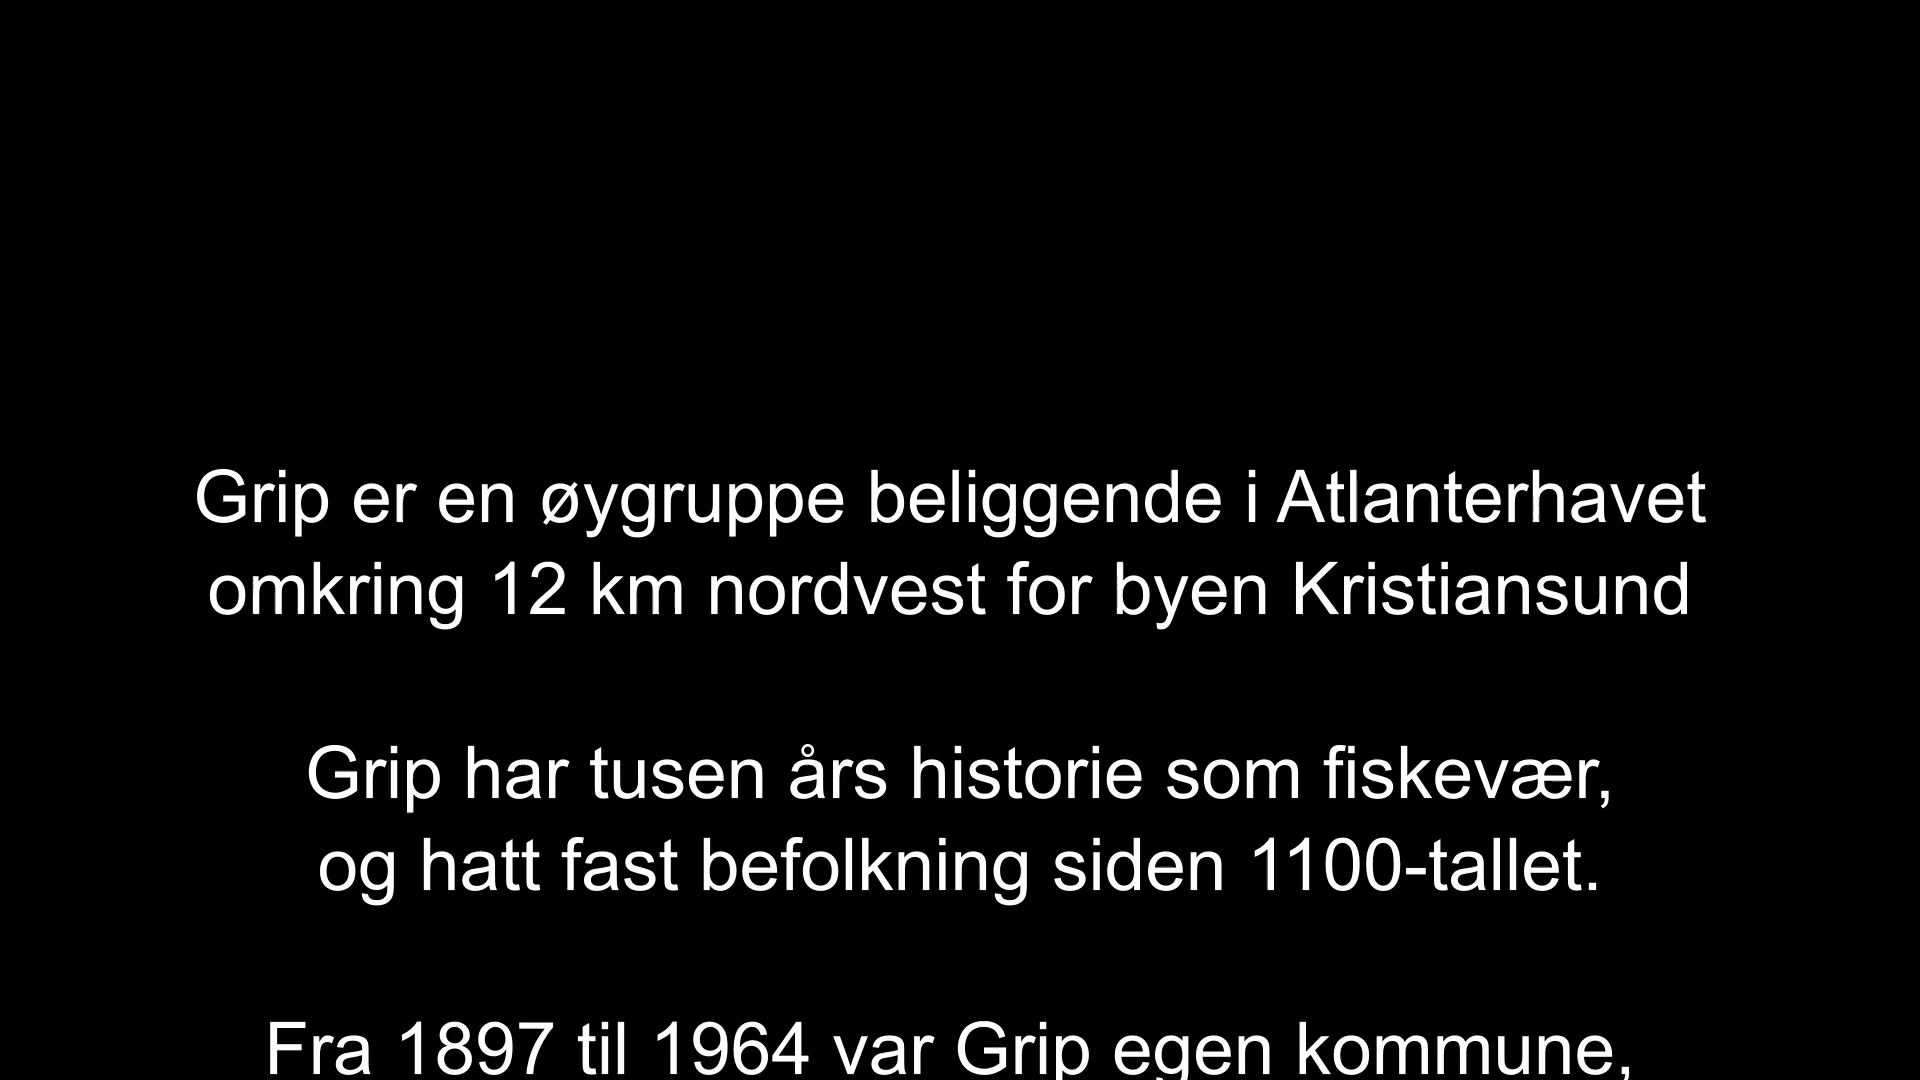 Grip er en øygruppe beliggende i Atlanterhavet
omkring 12 km nordvest for byen Kristiansund
Grip har tusen års historie som fiskevær,
og hatt fast befolkning siden 1100-tallet.
Fra 1897 til 1964 var Grip egen kommune,